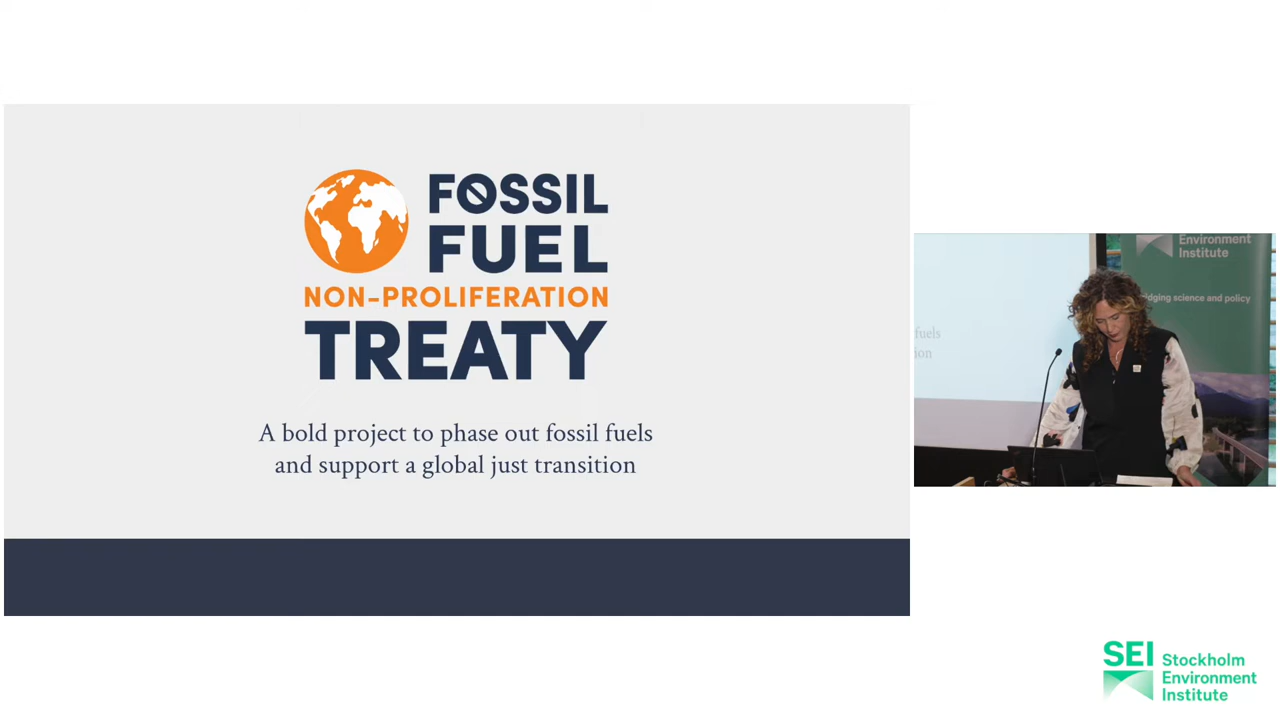 FOSSIL
FUEL
NON-PROLIFERATION
TREATY
A bold project to phase out fossil fuels
and support a global just transition
Environment
Institute
science and policy
fuels
SEI Stockholm
Environment
Institute